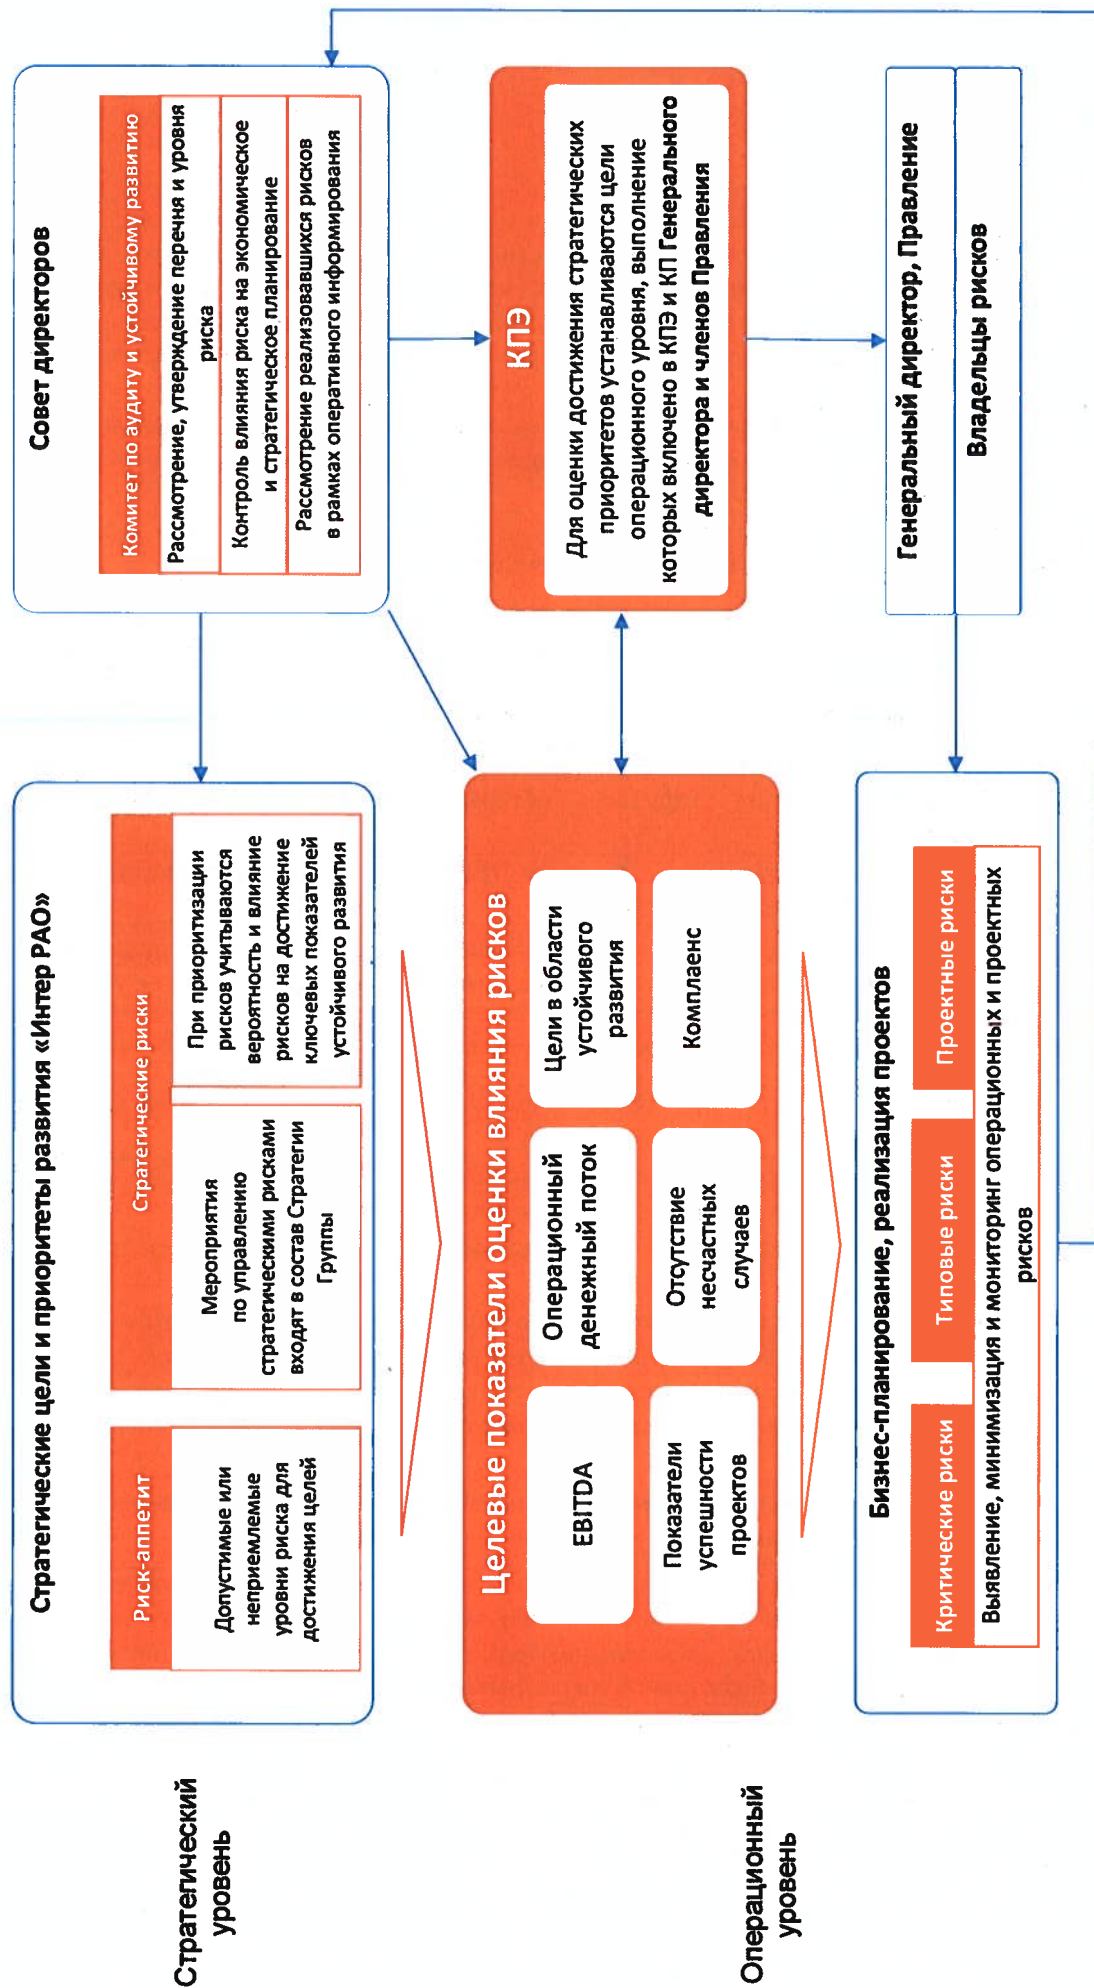 Стратегический
уровень
Стратегические цели и приоритеты развития «Интер РАО»
Риск-аппетит
Допустимые или
неприемлемые
уровни риска для
достижения целей
Стратегические риски
Мероприятия
по управлению
стратегическими рисками
входят в состав Стратегии
Группы
При приоритизации
рисков учитываются
вероятность и влияние
рисков на достижение
ключевых показателей
устойчивого развития
Совет директоров
Комитет по аудиту и устойчивому развитию
Рассмотрение, утверждение перечня и уровня
риска
Контроль влияния риска на экономическое
и стратегическое планирование
Рассмотрение реализовавшихся рисков
в рамках оперативного информирования
Целевые показатели оценки влияния рисков
EBITDA
Операционный
денежный поток
Цели в области
устойчивого
развития
Показатели
успешности
проектов
Отсутствие
несчастных
случаев
Комплаенс
КПЭ
Для оценки достижения стратегических
приоритетов устанавливаются цели
операционного уровня, выполнение
которых включено в КПЭ и КП Генерального
директора и членов Правления
Операционный
уровень
Бизнес-планирование, реализация проектов
Критические риски
Типовые риски
Проектные риски
Выявление, минимизация и мониторинг операционных и проектных
рисков
Генеральный директор, Правление
Владельцы рисков